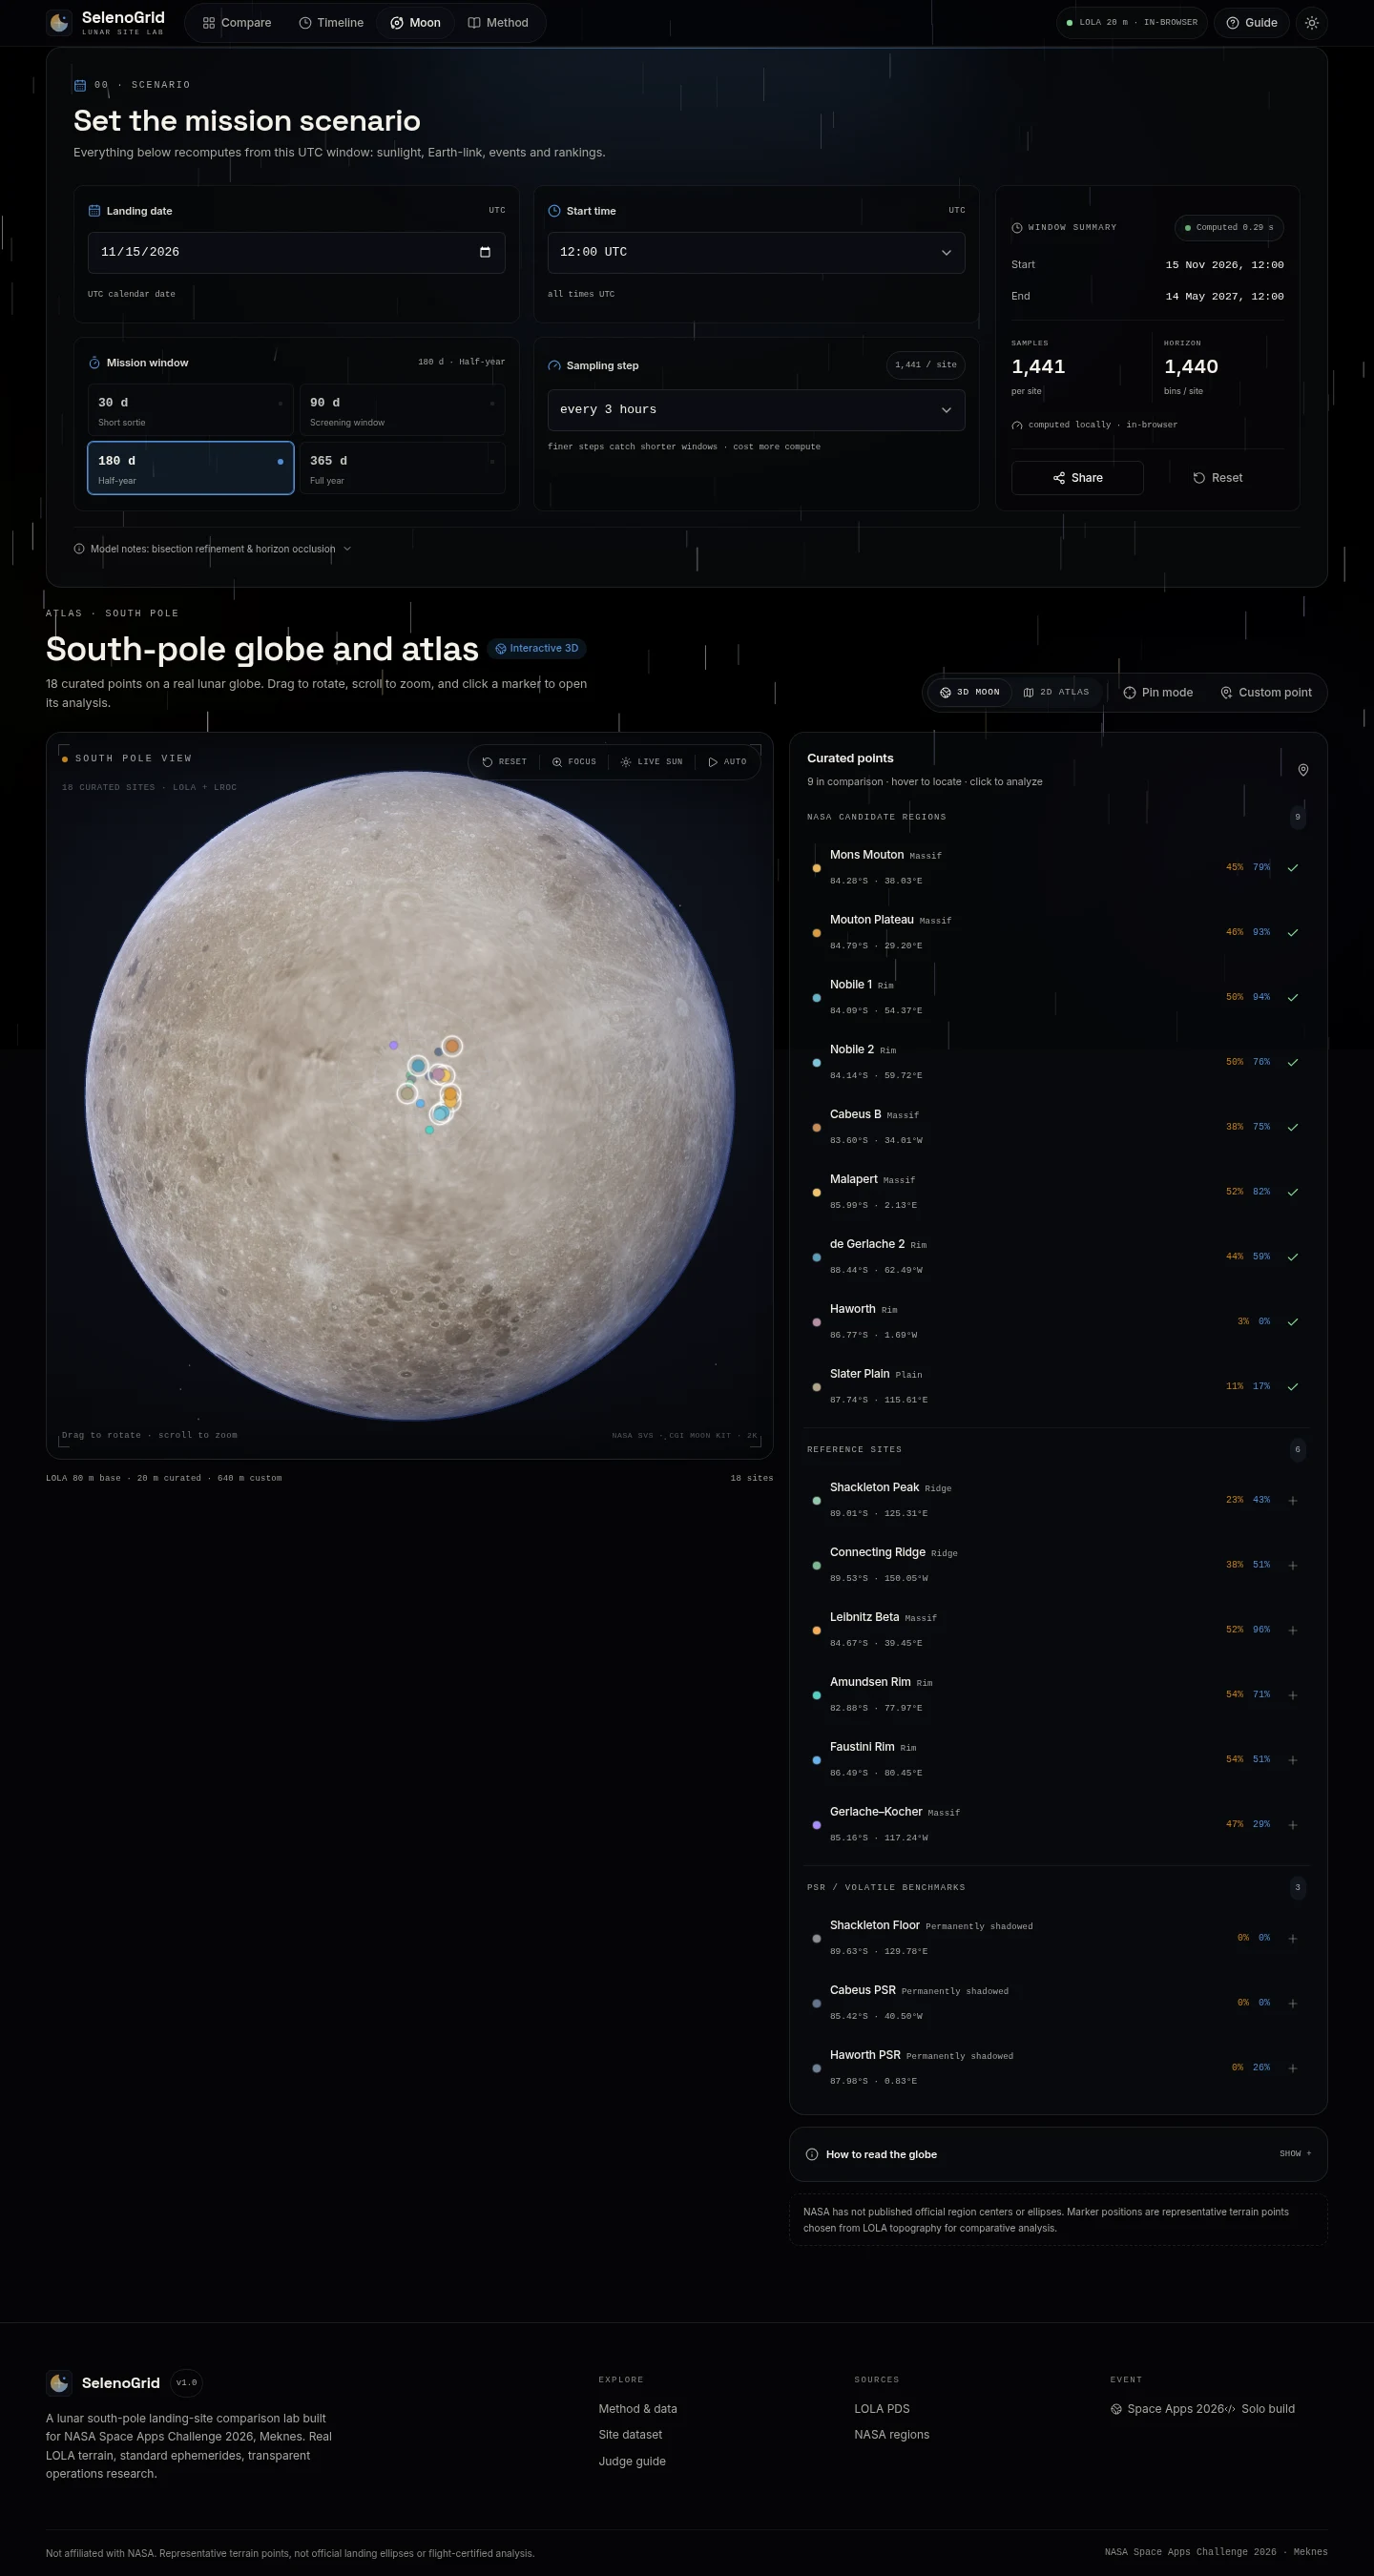 SelenoGrid
LUNAR SITE LAB
Compare
Timeline
Moon
Method
LOLA 20 m · IN-BROWSER
Guide
00 · SCENARIO
Set the mission scenario
Everything below recomputes from this UTC window: sunlight, Earth-link, events and rankings.
Landing date
UTC
11/15/2026
UTC calendar date
Start time
UTC
12:00 UTC
all times UTC
Mission window
180 d · Half-year
30 d
Short sortie
90 d
Screening window
180 d
Half-year
365 d
Full year
Sampling step
1,441 / site
every 3 hours
finer steps catch shorter windows · cost more compute
WINDOW SUMMARY
Computed 0.29 s
Start
15 Nov 2026, 12:00
End
14 May 2027, 12:00
SAMPLES
1,441
per site
HORIZON
1,440
bins / site
computed locally · in-browser
Share
Reset
Model notes: bisection refinement & horizon occlusion
ATLAS · SOUTH POLE
South-pole globe and atlas
Interactive 3D
18 curated points on a real lunar globe. Drag to rotate, scroll to zoom, and click a marker to open
its analysis.
3D MOON
2D ATLAS
Pin mode
Custom point
SOUTH POLE VIEW
18 CURATED SITES · LOLA + LROC
RESET
FOCUS
LIVE SUN
AUTO
Drag to rotate · scroll to zoom
NASA SVS · CGI MOON KIT · 2K
LOLA 80 m base · 20 m curated · 640 m custom
18 sites
Curated points
9 in comparison · hover to locate · click to analyze
NASA CANDIDATE REGIONS
9
Mons Mouton Massif
84.28°S · 38.03°E
45% 79%
Mouton Plateau Massif
84.79°S · 29.20°E
46% 93%
Nobile 1 Rim
84.09°S · 54.37°E
50% 94%
Nobile 2 Rim
84.14°S · 59.72°E
50% 76%
Cabeus B Massif
83.60°S · 34.01°W
38% 75%
Malapert Massif
85.99°S · 2.13°E
52% 82%
de Gerlache 2 Rim
88.44°S · 62.49°W
44% 59%
Haworth Rim
86.77°S · 1.69°W
3% 0%
Slater Plain Plain
87.74°S · 115.61°E
11% 17%
REFERENCE SITES
6
Shackleton Peak Ridge
89.01°S · 125.31°E
23% 43%
Connecting Ridge Ridge
89.53°S · 150.05°W
38% 51%
Leibnitz Beta Massif
84.67°S · 39.45°E
52% 96%
Amundsen Rim Rim
82.88°S · 77.97°E
54% 71%
Faustini Rim Rim
86.49°S · 80.45°E
54% 51%
Gerlache–Kocher Massif
85.16°S · 117.24°W
47% 29%
PSR / VOLATILE BENCHMARKS
3
Shackleton Floor Permanently shadowed
89.63°S · 129.78°E
0% 0%
Cabeus PSR Permanently shadowed
85.42°S · 40.50°W
0% 0%
Haworth PSR Permanently shadowed
87.98°S · 0.83°E
0% 26%
How to read the globe
SHOW +
NASA has not published official region centers or ellipses. Marker positions are representative terrain points
chosen from LOLA topography for comparative analysis.
SelenoGrid
v1.0
A lunar south-pole landing-site comparison lab built
for NASA Space Apps Challenge 2026, Meknes. Real
LOLA terrain, standard ephemerides, transparent
operations research.
EXPLORE
Method & data
Site dataset
Judge guide
SOURCES
LOLA PDS
NASA regions
EVENT
Space Apps 2026
Solo build
Not affiliated with NASA. Representative terrain points, not official landing ellipses or flight-certified analysis.
NASA Space Apps Challenge 2026 · Meknes